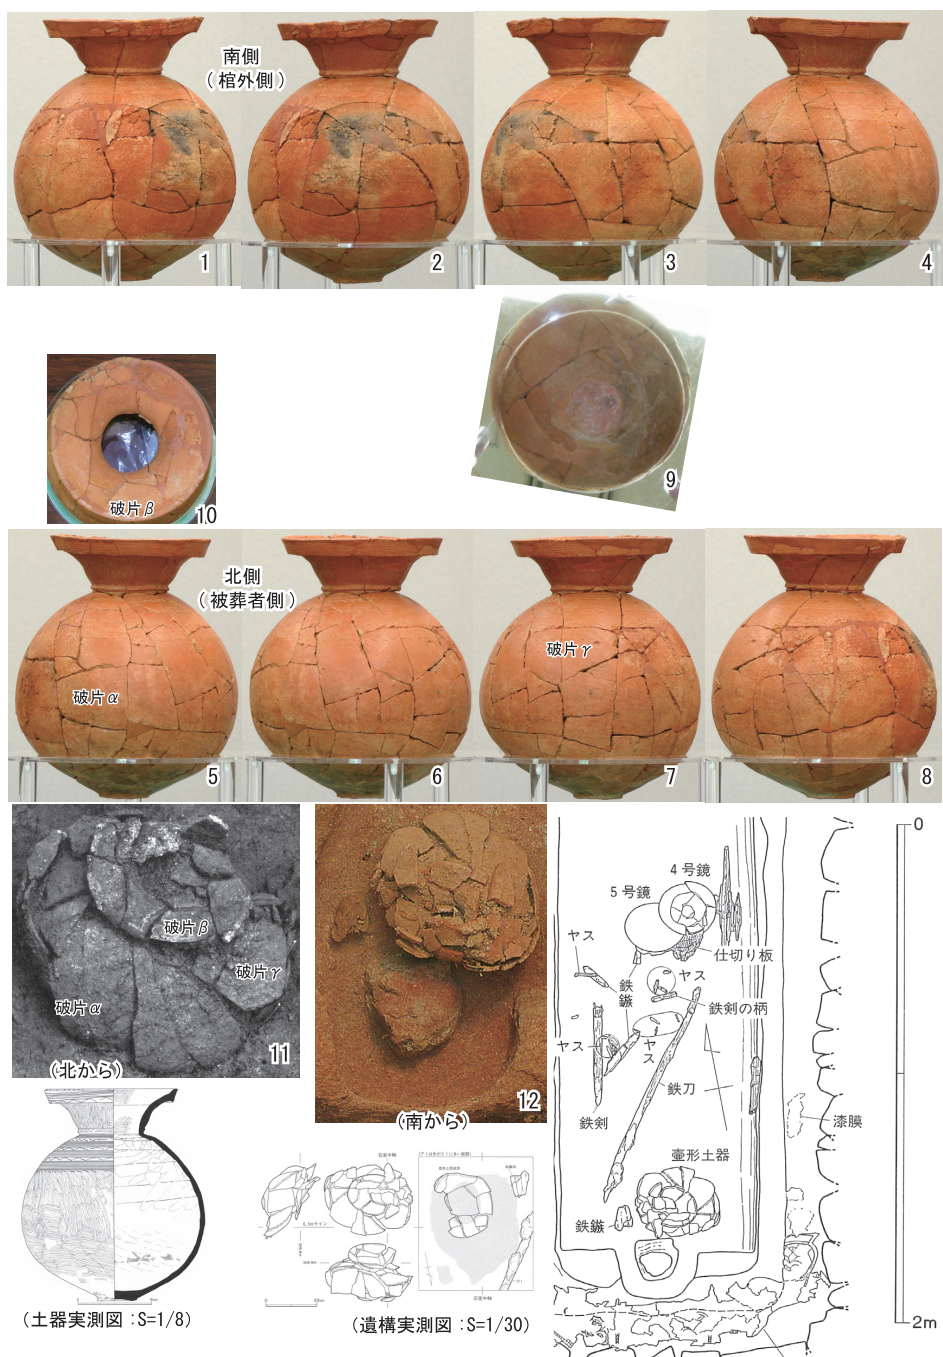 南側
（棺外側）
1
2
3
4
破片β
10
9
北側
（被葬者側）
破片α
破片γ
5
6
7
8
破片β
破片γ
破片α
11
（北から）
12
（南から）
（土器実測図：S=1/8）
（遺構実測図：S=1/30）
0
4号鏡
5号鏡
ヤス
仕切り板
鉄鏃
ヤス
鉄剣の柄
ヤス
ヤス
鉄刀
鉄剣
漆膜
壷形土器
鉄鏃
2m